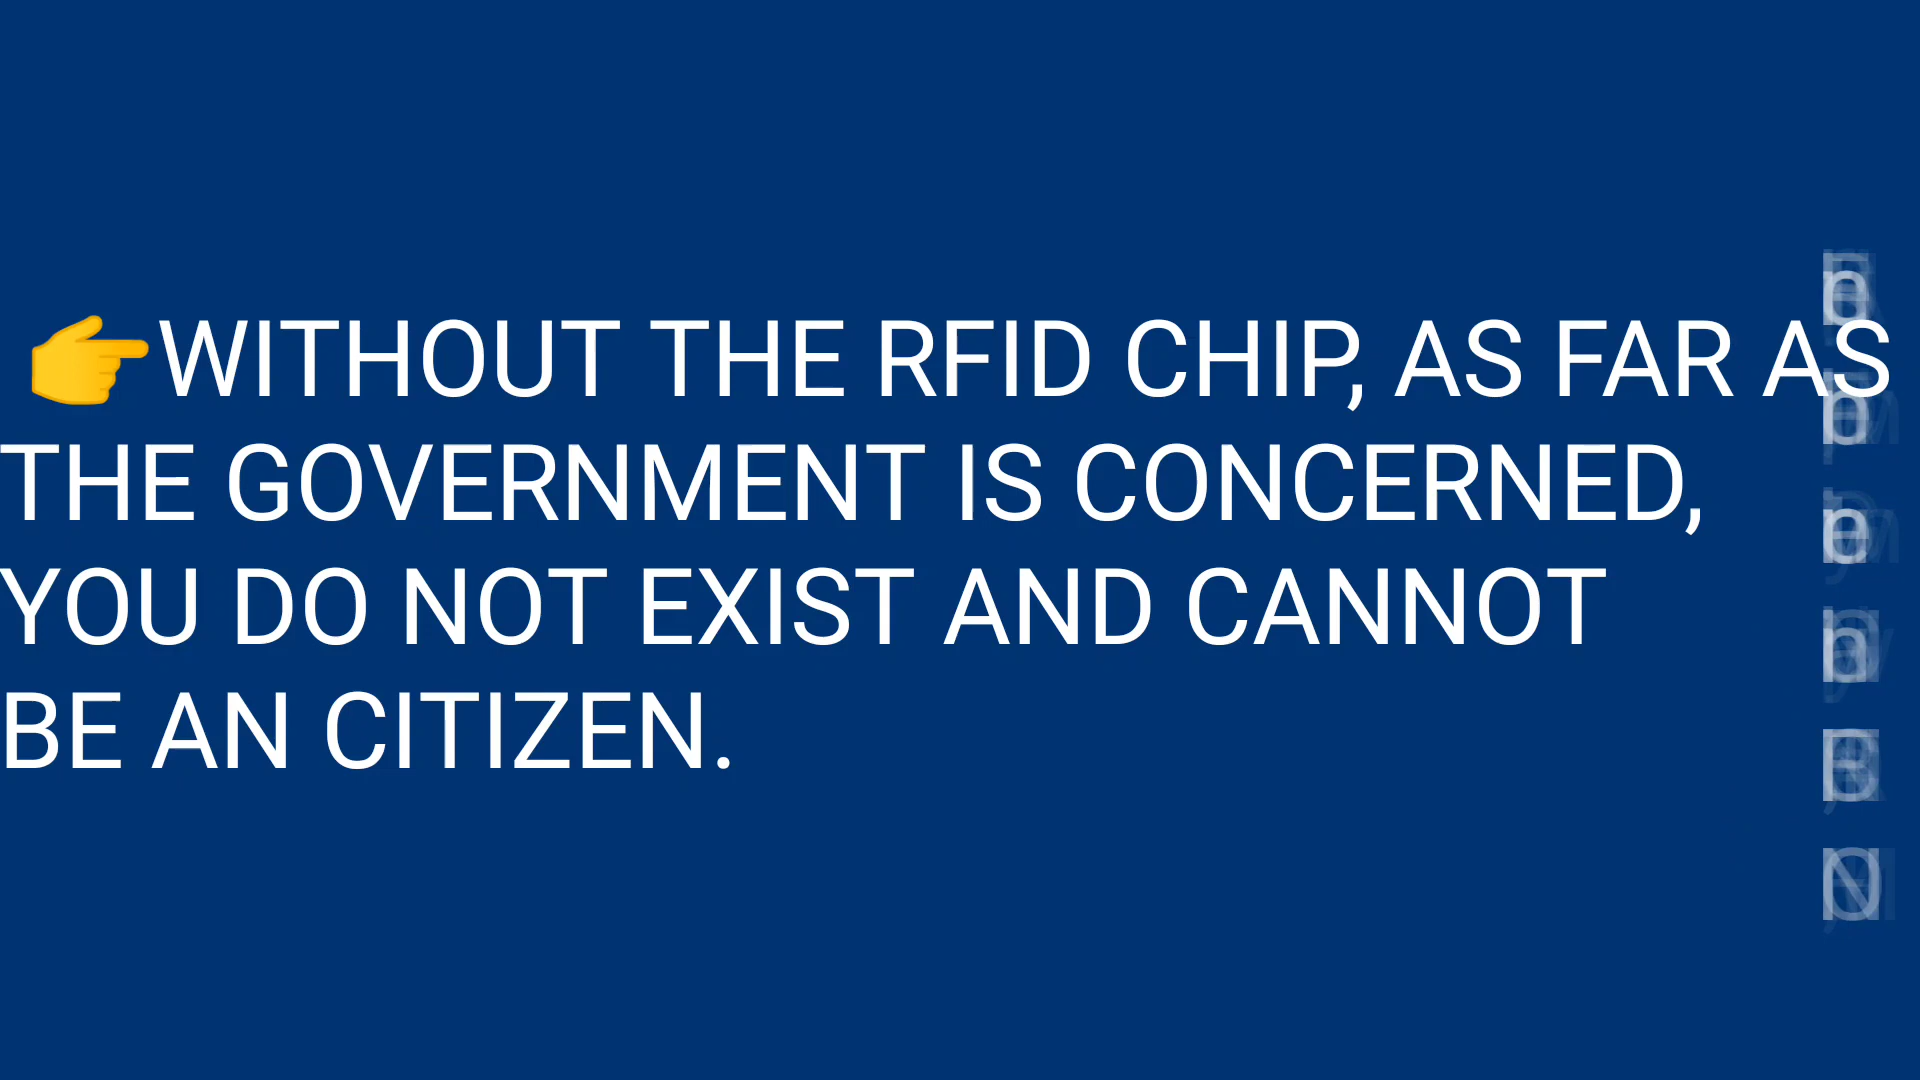 👉WITHOUT THE RFID CHIP, AS FAR AS
THE GOVERNMENT IS CONCERNED,
YOU DO NOT EXIST AND CANNOT
BE AN CITIZEN.